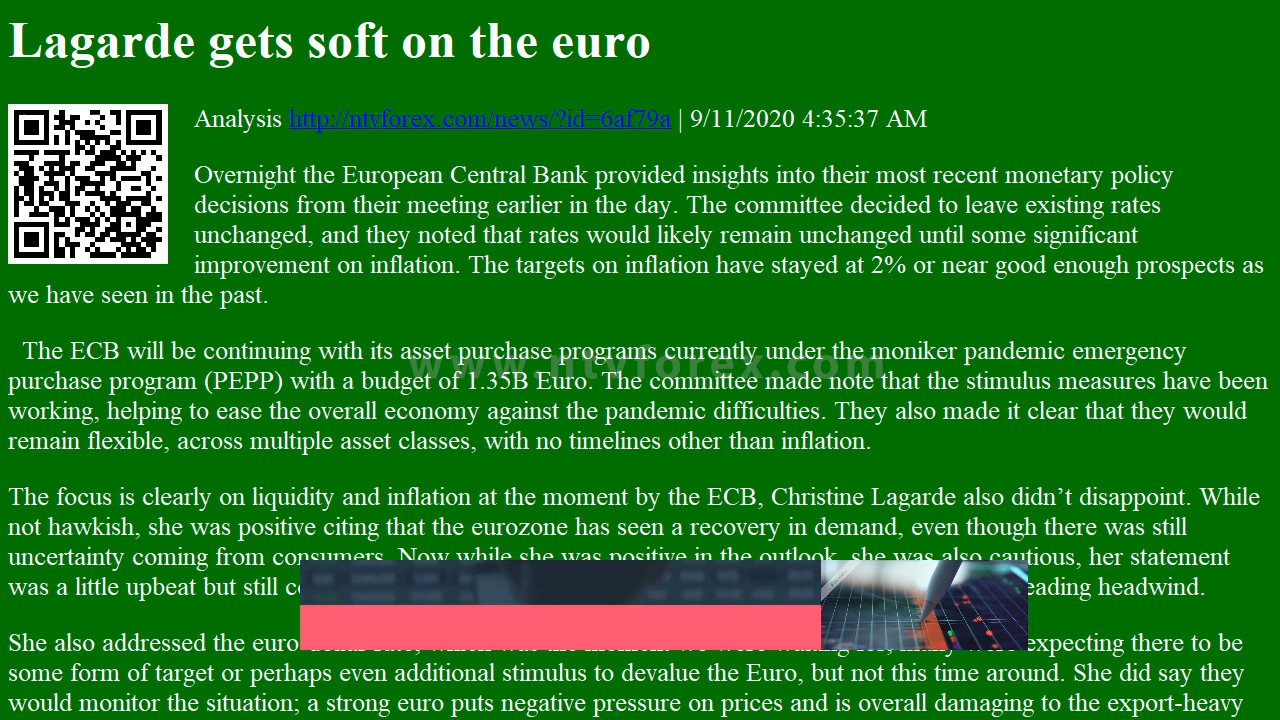 Lagarde gets soft on the euro
Analysis http://ntvforex.com/news/?id=6af79a | 9/11/2020 4:35:37 AM
Overnight the European Central Bank provided insights into their most recent monetary policy
decisions from their meeting earlier in the day. The committee decided to leave existing rates
unchanged, and they noted that rates would likely remain unchanged until some significant
improvement on inflation. The targets on inflation have stayed at 2% or near good enough prospects as
we have seen in the past.
The ECB will be continuing with its asset purchase programs currently under the moniker pandemic emergency
www.ntvforex.com
purchase program (PEPP) with a budget of 1.35B Euro. The committee made note that the stimulus measures have been
working, helping to ease the overall economy against the pandemic difficulties. They also made it clear that they would
remain flexible, across multiple asset classes, with no timelines other than inflation.
The focus is clearly on liquidity and inflation at the moment by the ECB, Christine Lagarde also didn’t disappoint. While
not hawkish, she was positive citing that the eurozone has seen a recovery in demand, even though there was still
uncertainty coming from consumers. Now while she was positive in the outlook, she was also cautious, her statement
was a little upbeat but still headwind.
She also addressed the euro expecting there to be
some form of target or perhaps even additional stimulus to devalue the Euro, but not this time around. She did say they
would monitor the situation; a strong euro puts negative pressure on prices and is overall damaging to the export-heavy